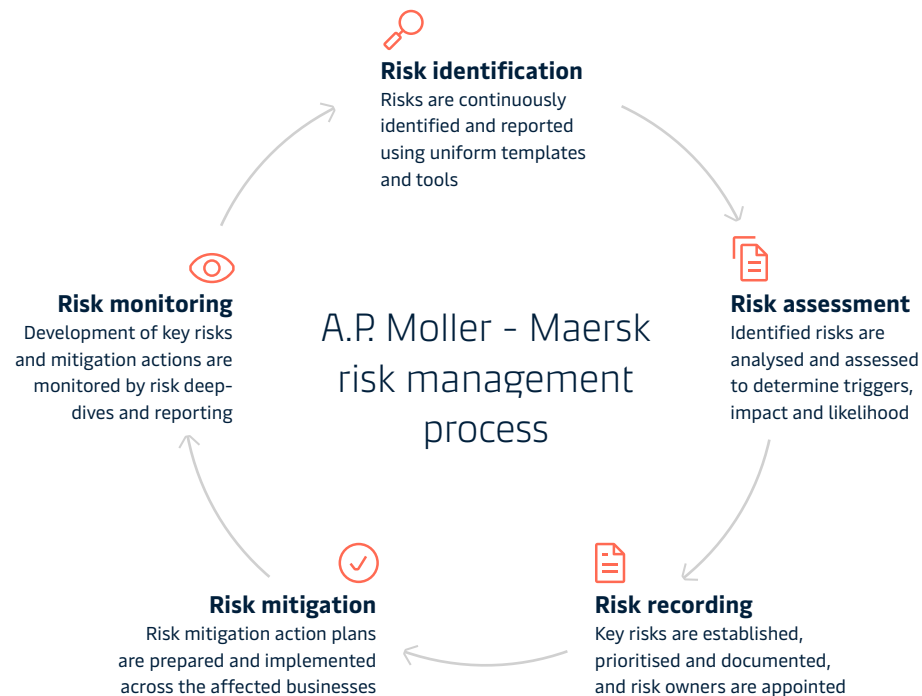 Risk identification
Risks are continuously
identified and reported
using uniform templates
and tools
Risk assessment
Identified risks are
analysed and assessed
to determine triggers,
impact and likelihood
Risk recording
Key risks are established,
prioritised and documented,
and risk owners are appointed
Risk mitigation
Risk mitigation action plans
are prepared and implemented
across the affected businesses
Risk monitoring
Development of key risks
and mitigation actions are
monitored by risk deep-
dives and reporting
A.P. Moller - Maersk
risk management
process